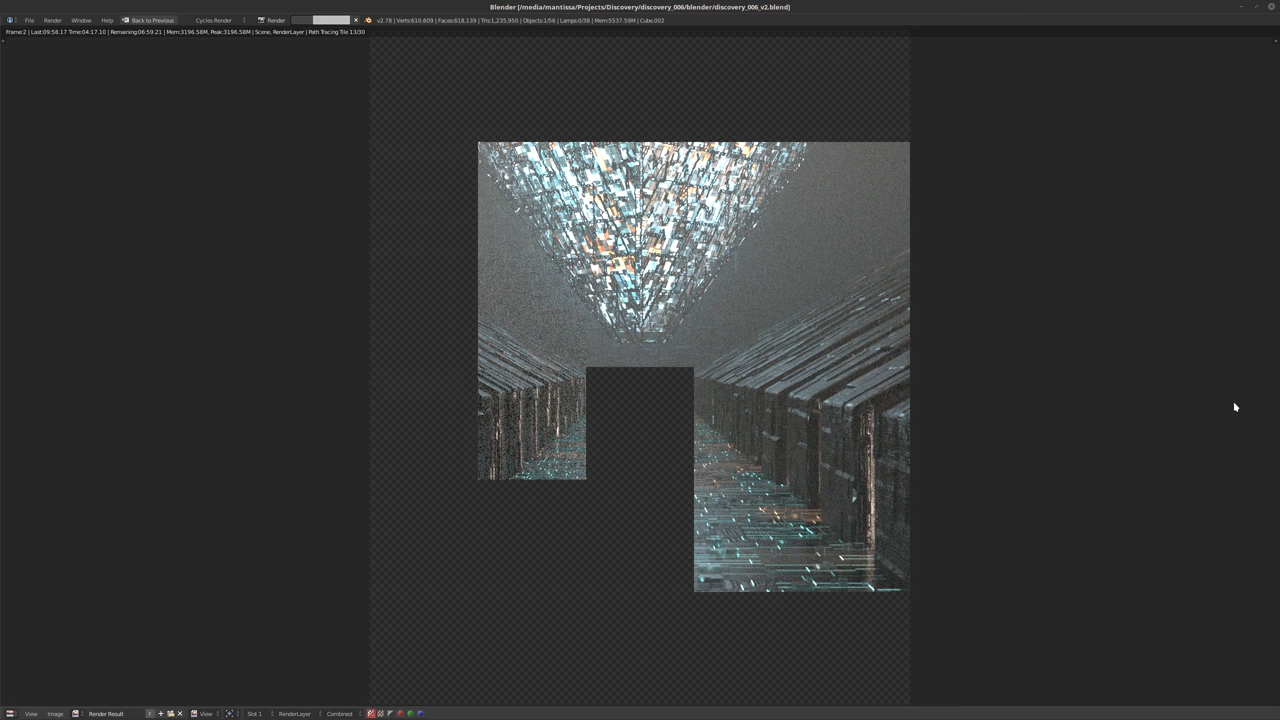 Blender [/media/mantissa/Projects/Discovery/discovery_006/blender/discovery_006_v2.blend]
File Render Window Help Back to Previous Cycles Render Render v2.78 | Verts:610,609 | Faces:618,139 | Tris:1,235,950 | Objects:1/56 | Lamps:0/38 | Mem:5537.59M | Cube.002
Frame:2 | Last:09:58.17 Time:04:17.10 | Remaining:06:59.21 | Mem:3196.58M, Peak:3196.58M | Scene, RenderLayer | Path Tracing Tile 13/30
View Image Render Result F View Slot 1 RenderLayer Combined